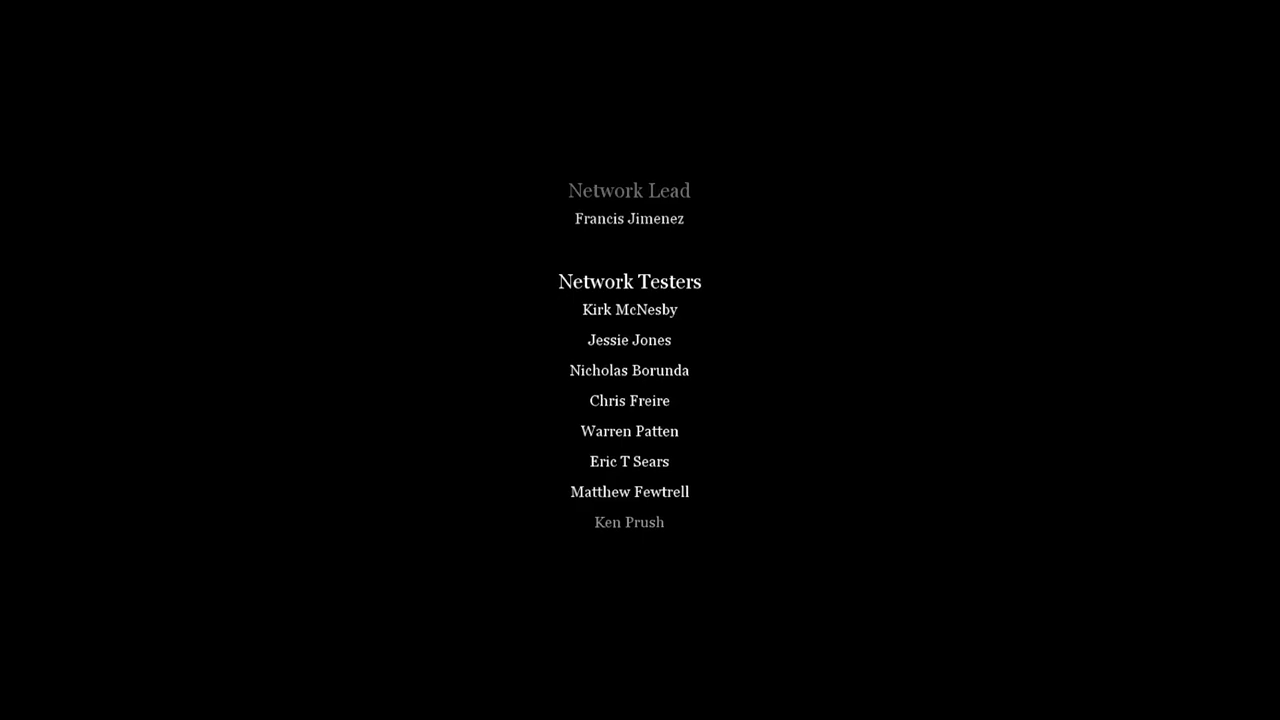 Network Lead
Francis Jimenez
Network Testers
Kirk McNesby
Jessie Jones
Nicholas Borunda
Chris Freire
Warren Patten
Eric T Sears
Matthew Fewtrell
Ken Prush